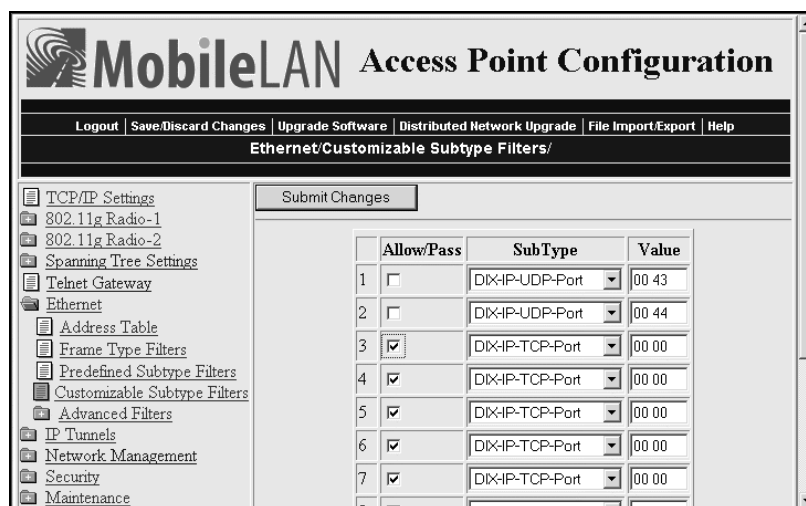 MobileLAN Access Point Configuration
Logout | Save/Discard Changes | Upgrade Software | Distributed Network Upgrade | File Import/Export | Help
Ethernet/Customizable Subtype Filters/
TCP/IP Settings
802.11g Radio-1
802.11g Radio-2
Spanning Tree Settings
Telnet Gateway
Ethernet
Address Table
Frame Type Filters
Predefined Subtype Filters
Customizable Subtype Filters
Advanced Filters
IP Tunnels
Network Management
Security
Maintenance
Submit Changes
Allow/Pass SubType Value
1 DIX-IP-UDP-Port 00 43
2 DIX-IP-UDP-Port 00 44
3 DIX-IP-TCP-Port 00 00
4 DIX-IP-TCP-Port 00 00
5 DIX-IP-TCP-Port 00 00
6 DIX-IP-TCP-Port 00 00
7 DIX-IP-TCP-Port 00 00